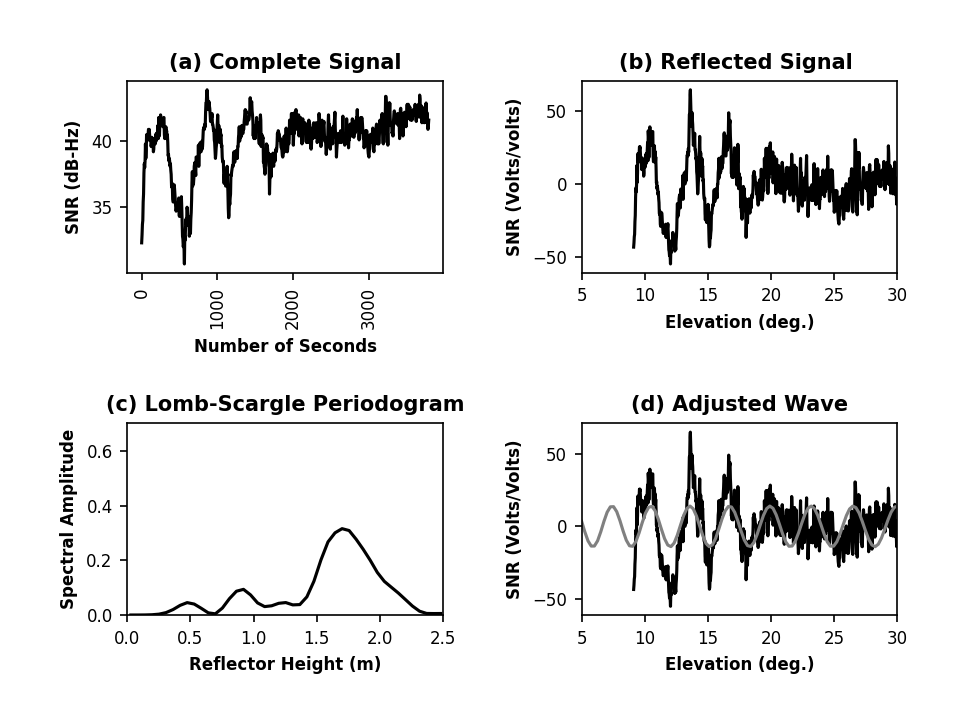 (a) Complete Signal
SNR (dB-Hz)
40
35
0
1000
2000
3000
Number of Seconds
(b) Reflected Signal
SNR (Volts/volts)
50
0
−50
5 10 15 20 25 30
Elevation (deg.)
(c) Lomb-Scargle Periodogram
Spectral Amplitude
0.6
0.4
0.2
0.0
0.0 0.5 1.0 1.5 2.0 2.5
Reflector Height (m)
(d) Adjusted Wave
SNR (Volts/Volts)
50
0
−50
5 10 15 20 25 30
Elevation (deg.)